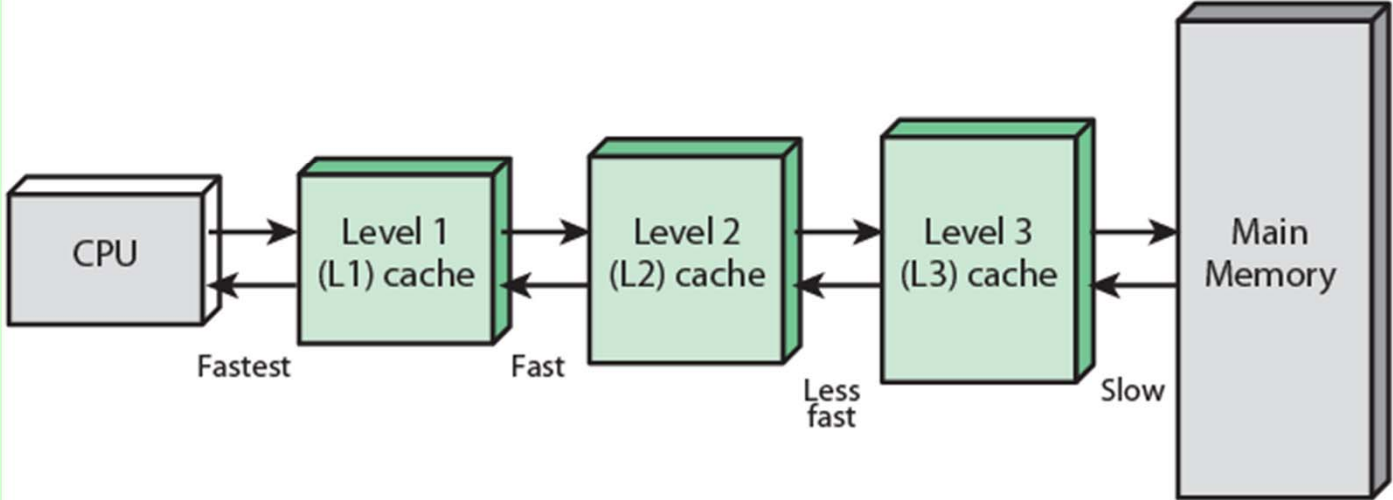 CPU
Level 1
(L1) cache
Level 2
(L2) cache
Level 3
(L3) cache
Main
Memory
Fastest
Fast
Less
fast
Slow